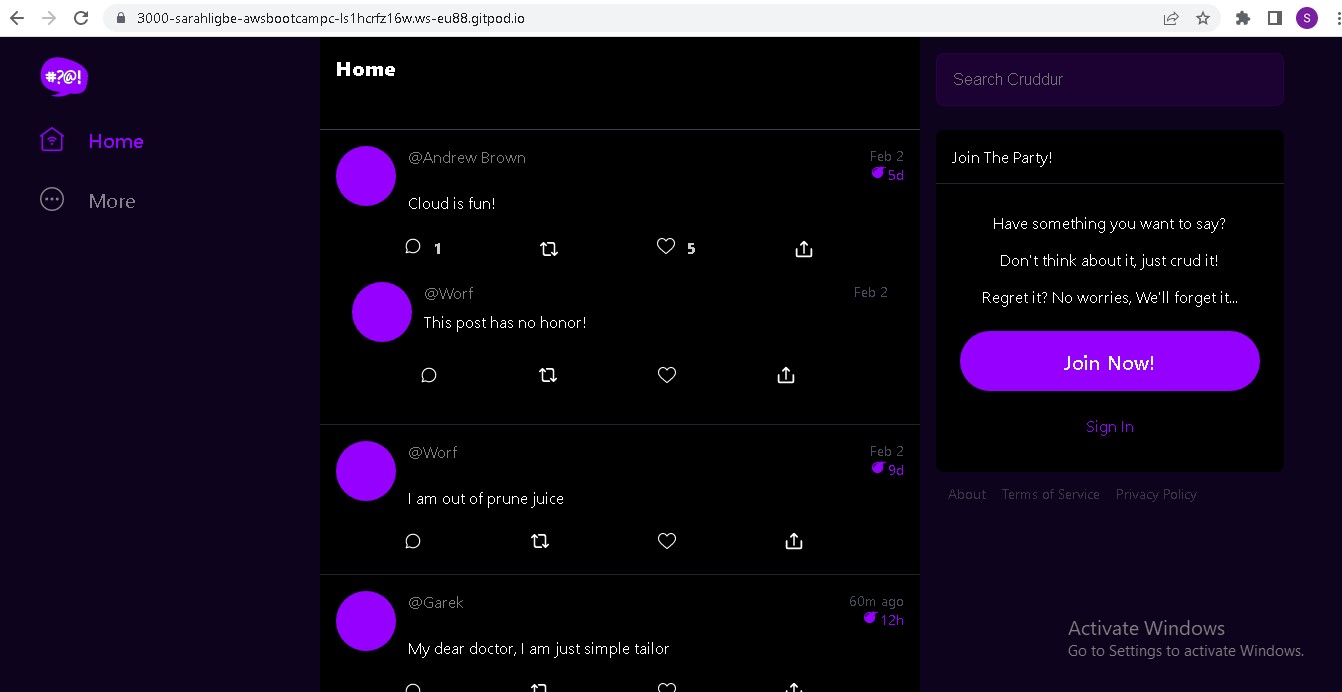 3000-sarahligbe-awsbootcampc-ls1hcrfz16w.ws-eu88.gitpod.io
S
#?@!
Home
More
Home
@Andrew Brown
Feb 2
5d
Cloud is fun!
1
5
@Worf
Feb 2
This post has no honor!
@Worf
Feb 2
9d
I am out of prune juice
@Garek
60m ago
12h
My dear doctor, I am just simple tailor
Search Cruddur
Join The Party!
Have something you want to say?
Don't think about it, just crud it!
Regret it? No worries, We'll forget it...
Join Now!
Sign In
About Terms of Service Privacy Policy
Activate Windows
Go to Settings to activate Windows.